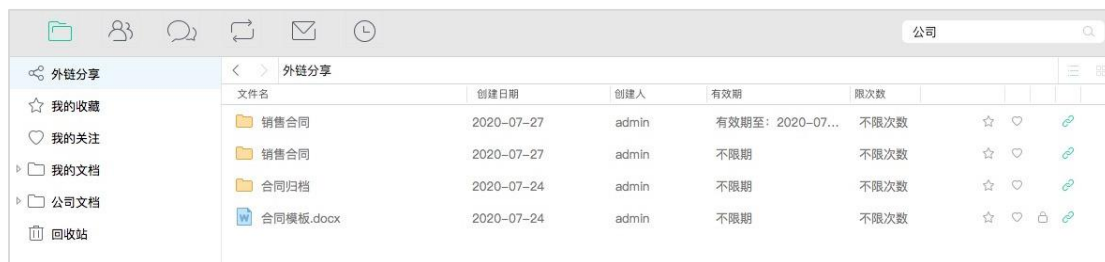 公司
外链分享
我的收藏
我的关注
我的文档
公司文档
回收站
外链分享
文件名 创建日期 创建人 有效期 限次数
销售合同 2020-07-27 admin 有效期至：2020-07... 不限次数
销售合同 2020-07-27 admin 不限期 不限次数
合同归档 2020-07-24 admin 不限期 不限次数
W 合同模板.docx 2020-07-24 admin 不限期 不限次数